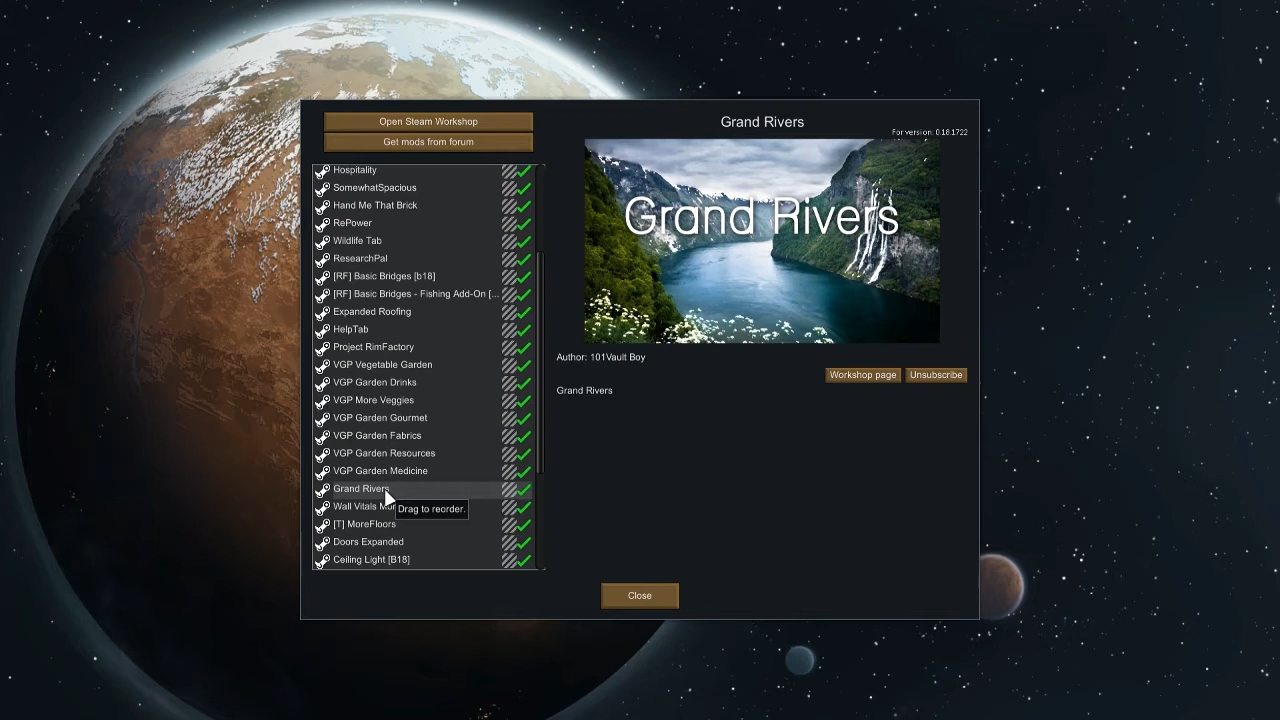 Open Steam Workshop
Get mods from forum
Hospitality
SomewhatSpacious
Hand Me That Brick
RePower
Wildlife Tab
ResearchPal
[RF] Basic Bridges [b18]
[RF] Basic Bridges - Fishing Add-On [...
Expanded Roofing
HelpTab
Project RimFactory
VGP Vegetable Garden
VGP Garden Drinks
VGP More Veggies
VGP Garden Gourmet
VGP Garden Fabrics
VGP Garden Resources
VGP Garden Medicine
Grand Rivers
Wall Vitals Mo
Drag to reorder.
[T] MoreFloors
Doors Expanded
Ceiling Light [B18]
Grand Rivers
For version: 0.18.1722
Grand Rivers
Author: 101Vault Boy
Workshop page
Unsubscribe
Grand Rivers
Close